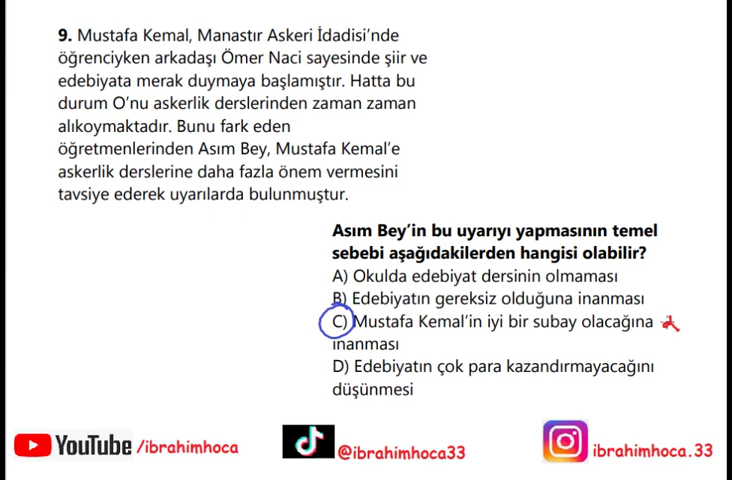 9. Mustafa Kemal, Manastır Askeri İdadisi’nde
öğrenciyken arkadaşı Ömer Naci sayesinde şiir ve
edebiyata merak duymaya başlamıştır. Hatta bu
durum O’nu askerlik derslerinden zaman zaman
alıkoymaktadır. Bunu fark eden
öğretmenlerinden Asım Bey, Mustafa Kemal’e
askerlik derslerine daha fazla önem vermesini
tavsiye ederek uyarılarda bulunmuştur.
Asım Bey’in bu uyarıyı yapmasının temel
sebebi aşağıdakilerden hangisi olabilir?
A) Okulda edebiyat dersinin olmaması
B) Edebiyatın gereksiz olduğuna inanması
C) Mustafa Kemal’in iyi bir subay olacağına
inanması
D) Edebiyatın çok para kazandırmayacağını
düşünmesi
YouTube /ibrahimhoca
@ibrahimhoca33
ibrahimhoca.33